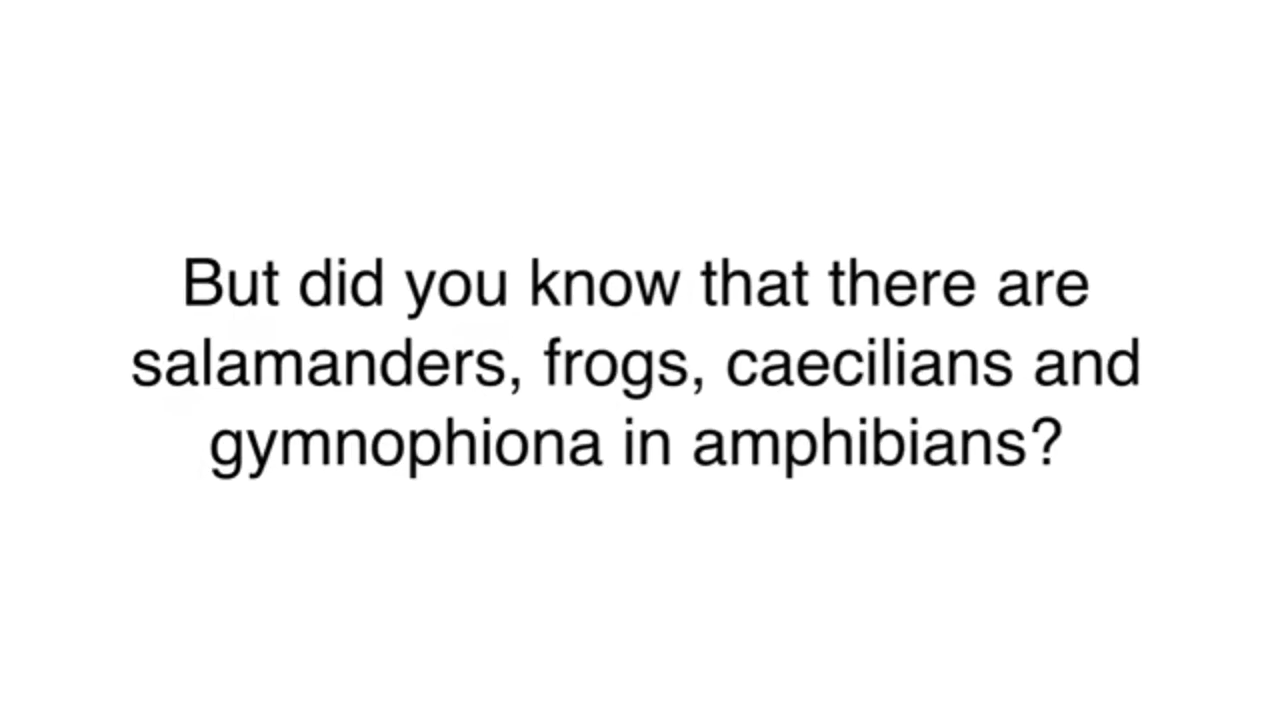 But did you know that there are
salamanders, frogs, caecilians and
gymnophiona in amphibians?